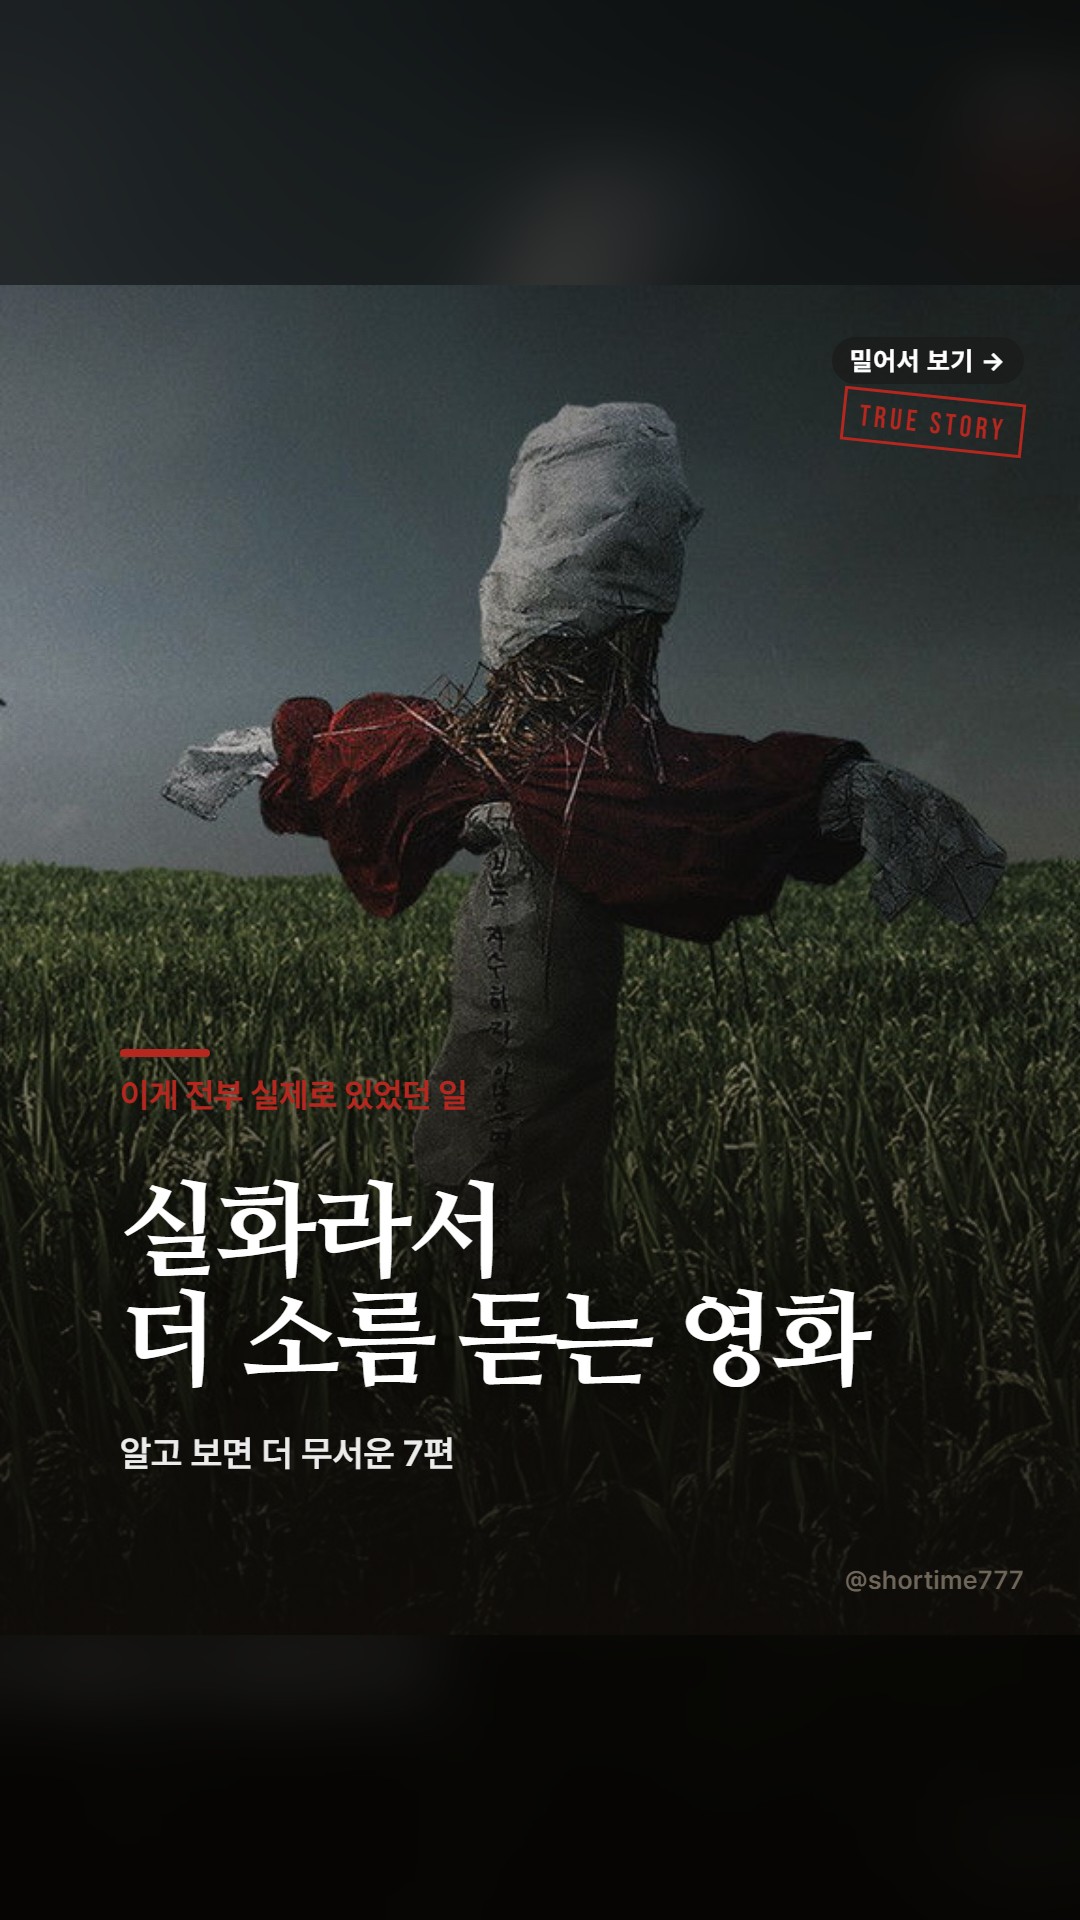 밀어서 보기 →
TRUE STORY
이게 전부 실제로 있었던 일
실화라서
더 소름 돋는 영화
알고 보면 더 무서운 7편
@shortime777